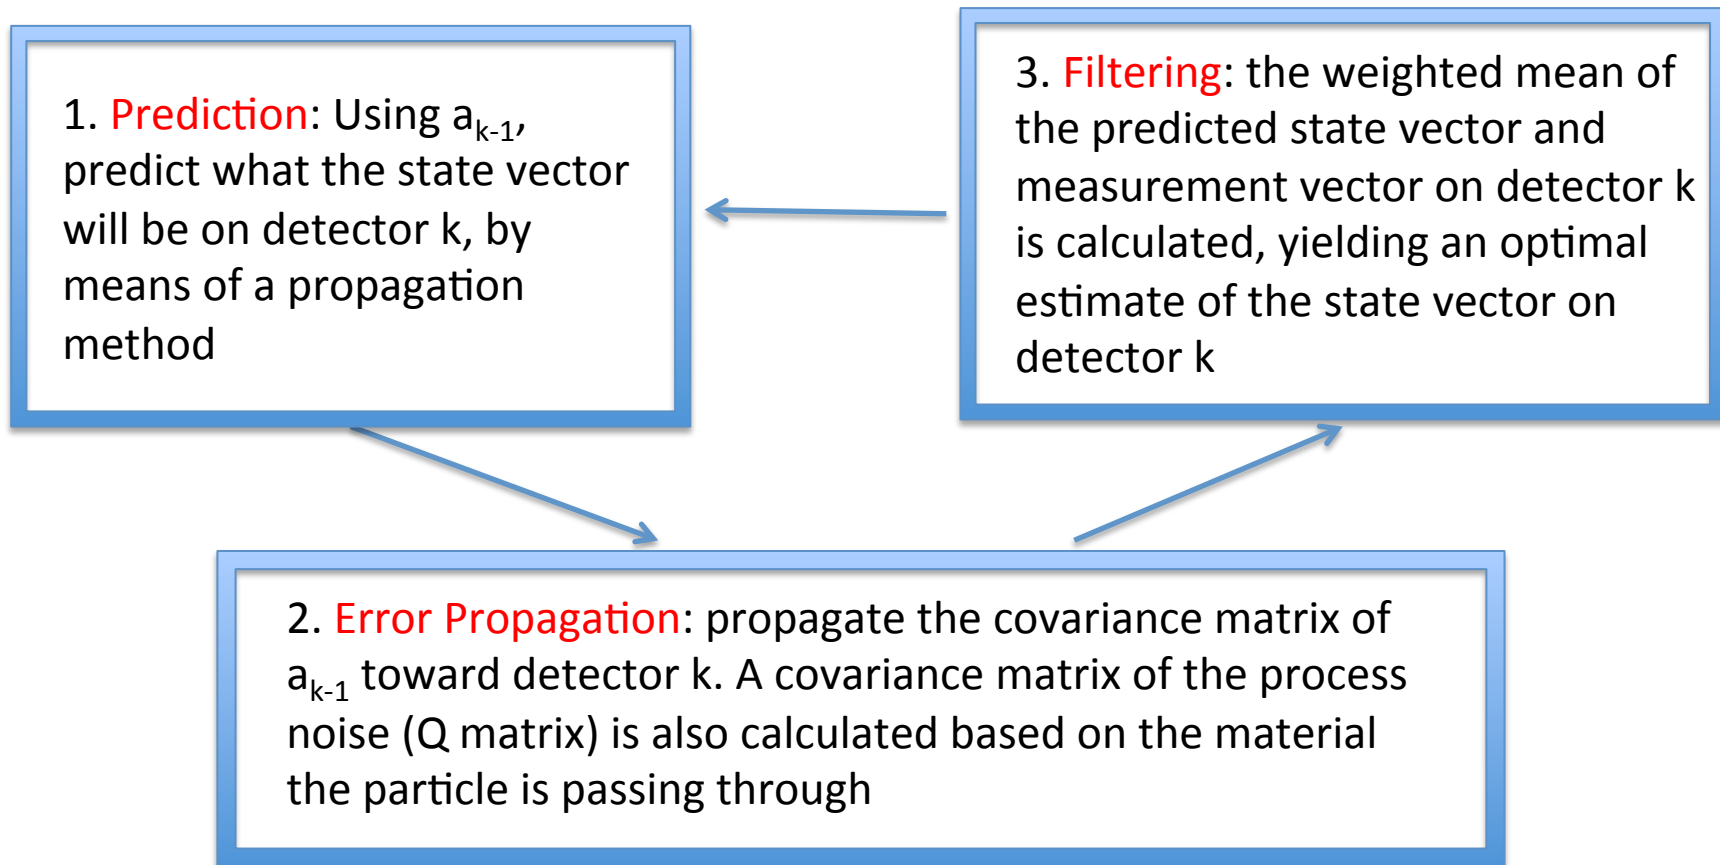 1. Prediction: Using a_{k-1},
predict what the state vector
will be on detector k, by
means of a propagation
method
2. Error Propagation: propagate the covariance matrix of
a_{k-1} toward detector k. A covariance matrix of the process
noise (Q matrix) is also calculated based on the material
the particle is passing through
3. Filtering: the weighted mean of
the predicted state vector and
measurement vector on detector k
is calculated, yielding an optimal
estimate of the state vector on
detector k